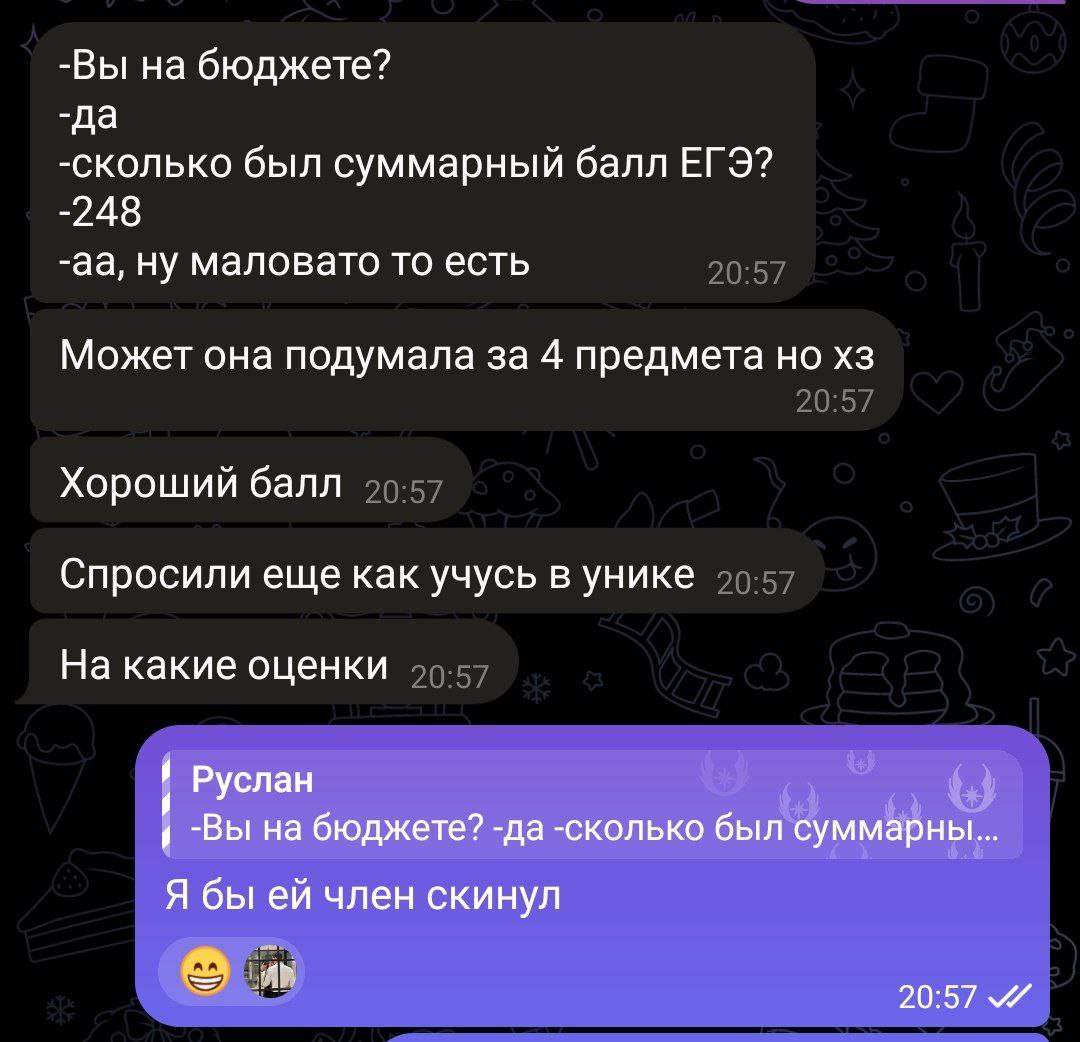 -Вы на бюджете?
-да
-сколько был суммарный балл ЕГЭ?
-248
-аа, ну маловато то есть
20:57
Может она подумала за 4 предмета но хз
20:57
Хороший балл 20:57
Спросили еще как учусь в унике 20:57
На какие оценки 20:57
Руслан
-Вы на бюджете? -да -сколько был суммарны...
Я бы ей член скинул
20:57